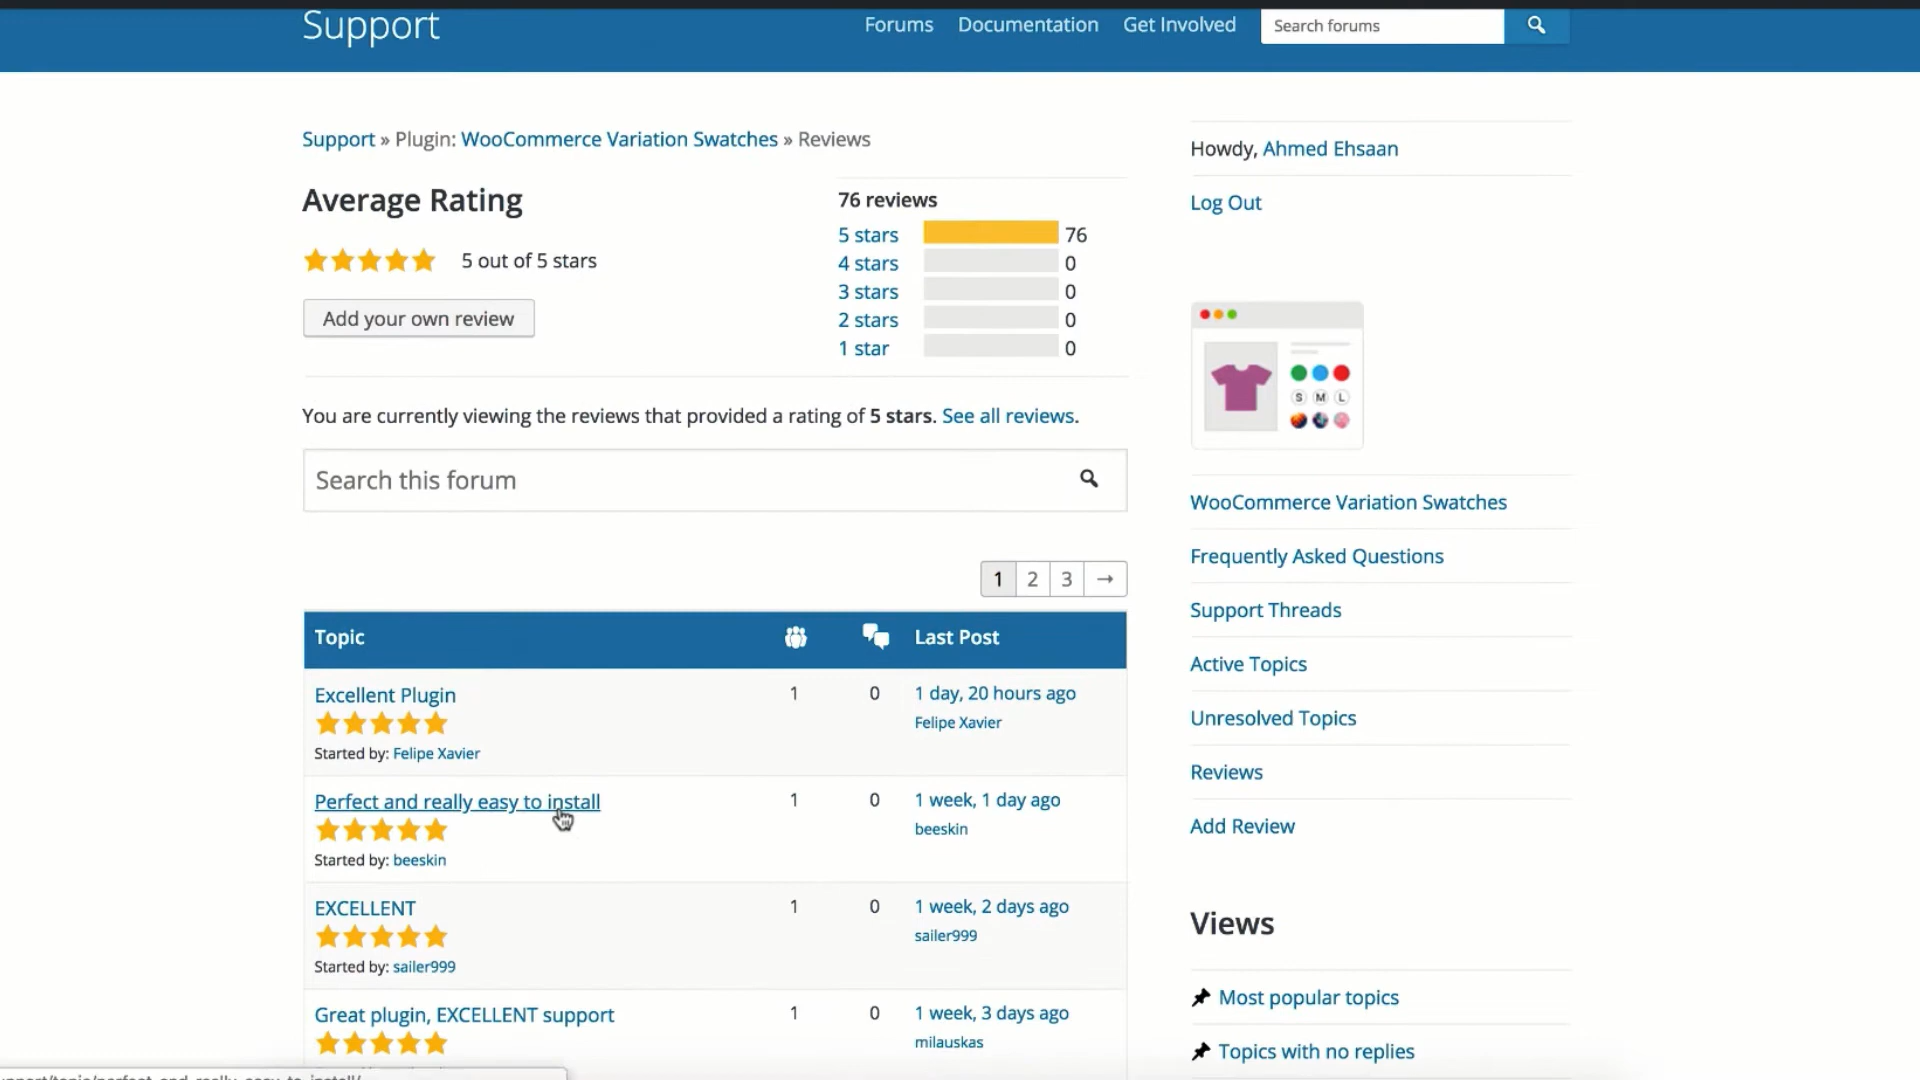 Support
Forums Documentation Get Involved Search forums
Support » Plugin: WooCommerce Variation Swatches » Reviews
Average Rating
5 out of 5 stars
Add your own review
76 reviews
5 stars 76
4 stars 0
3 stars 0
2 stars 0
1 star 0
You are currently viewing the reviews that provided a rating of 5 stars. See all reviews.
Search this forum
1 2 3 →
Topic Last Post
Excellent Plugin 1 0 1 day, 20 hours ago
Felipe Xavier
Started by: Felipe Xavier
Perfect and really easy to install 1 0 1 week, 1 day ago
beeskin
Started by: beeskin
EXCELLENT 1 0 1 week, 2 days ago
sailer999
Started by: sailer999
Great plugin, EXCELLENT support 1 0 1 week, 3 days ago
milauskas
Howdy, Ahmed Ehsaan
Log Out
S M L
WooCommerce Variation Swatches
Frequently Asked Questions
Support Threads
Active Topics
Unresolved Topics
Reviews
Add Review
Views
Most popular topics
Topics with no replies